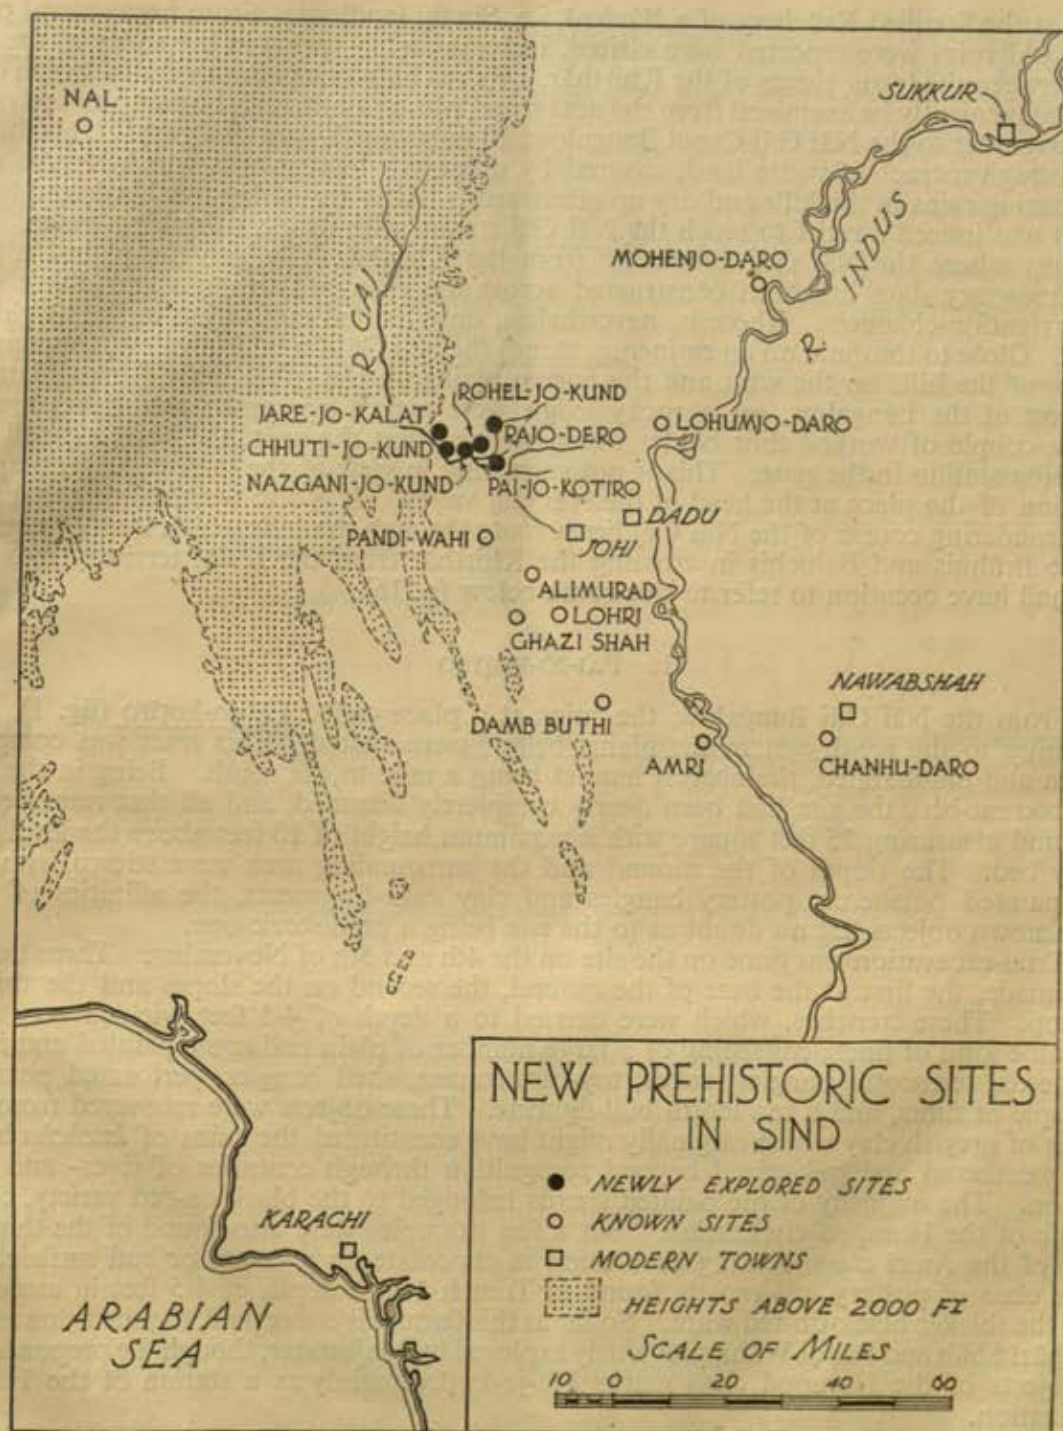 NAL
SUKKUR
MOHENJO-DARO
R. INDUS
R GAJ
ROHEL-JO-KUND
JARE-JO-KALAT
RAJO-DERO
LOHUMJO-DARO
CHHUTI-JO-KUND
NAZGANI-JO-KUND
PAI-JO-KOTIRO
DADU
PANDI-WAHI
JOHI
ALIMURAD
LOHRI
GHAZI SHAH
NAWABSHAH
DAMB BUTHI
AMRI
CHANHU-DARO
NEW PREHISTORIC SITES
IN SIND
NEWLY EXPLORED SITES
KNOWN SITES
MODERN TOWNS
HEIGHTS ABOVE 2000 FT
SCALE OF MILES
10 0 20 40 60
KARACHI
ARABIAN
SEA